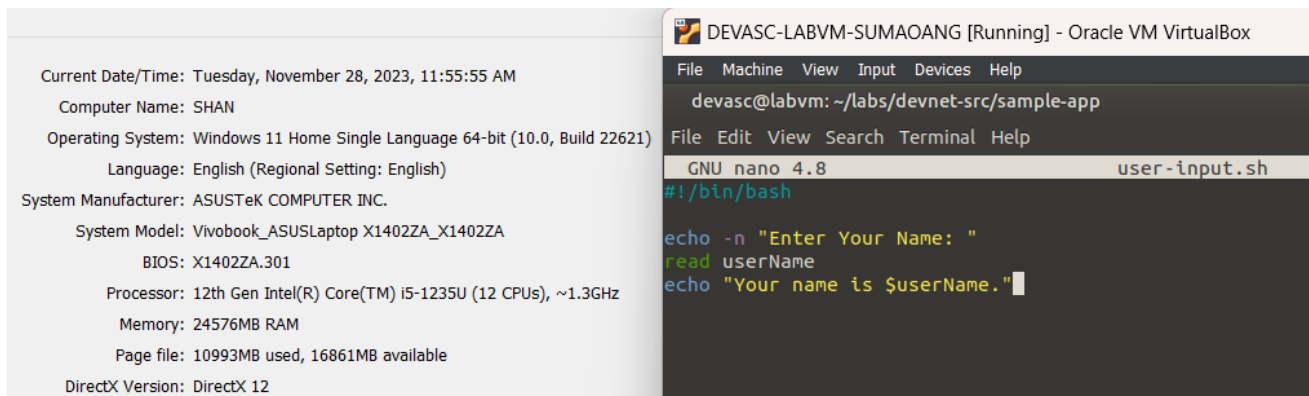 Current Date/Time: Tuesday, November 28, 2023, 11:55:55 AM
Computer Name: SHAN
Operating System: Windows 11 Home Single Language 64-bit (10.0, Build 22621)
Language: English (Regional Setting: English)
System Manufacturer: ASUSTeK COMPUTER INC.
System Model: Vivobook_ASUSLaptop X1402ZA_X1402ZA
BIOS: X1402ZA.301
Processor: 12th Gen Intel(R) Core(TM) i5-1235U (12 CPUs), ~1.3GHz
Memory: 24576MB RAM
Page file: 10993MB used, 16861MB available
DirectX Version: DirectX 12
DEVASC-LABVM-SUMAOANG [Running] - Oracle VM VirtualBox
File Machine View Input Devices Help
devasc@labvm: ~/labs/devnet-src/sample-app
File Edit View Search Terminal Help
GNU nano 4.8 user-input.sh
#!/bin/bash
echo -n "Enter Your Name: "
read userName
echo "Your name is $userName."